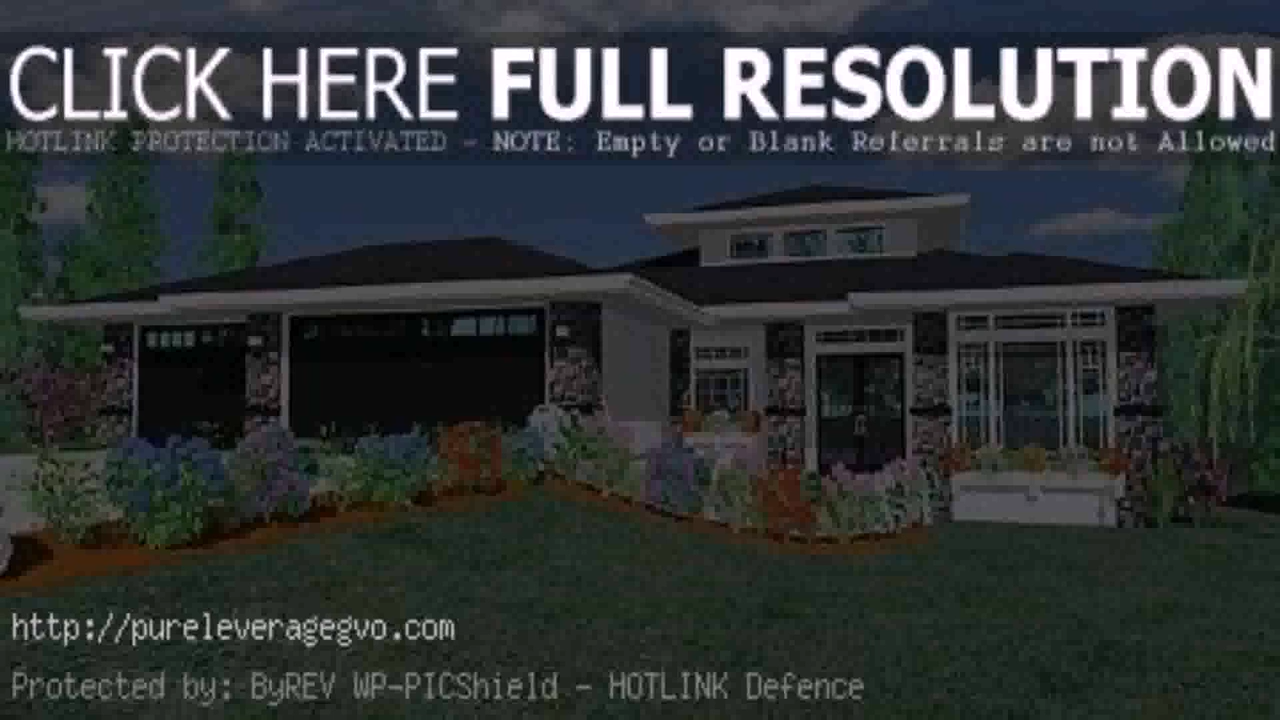 CLICK HERE FULL RESOLUTION
HOTLINK PROTECTION ACTIVATED - NOTE: Empty or Blank Referrals are not Allowed
http://pureleveragegvo.com
Protected by: ByREV WP-PICShield - HOTLINK Defence